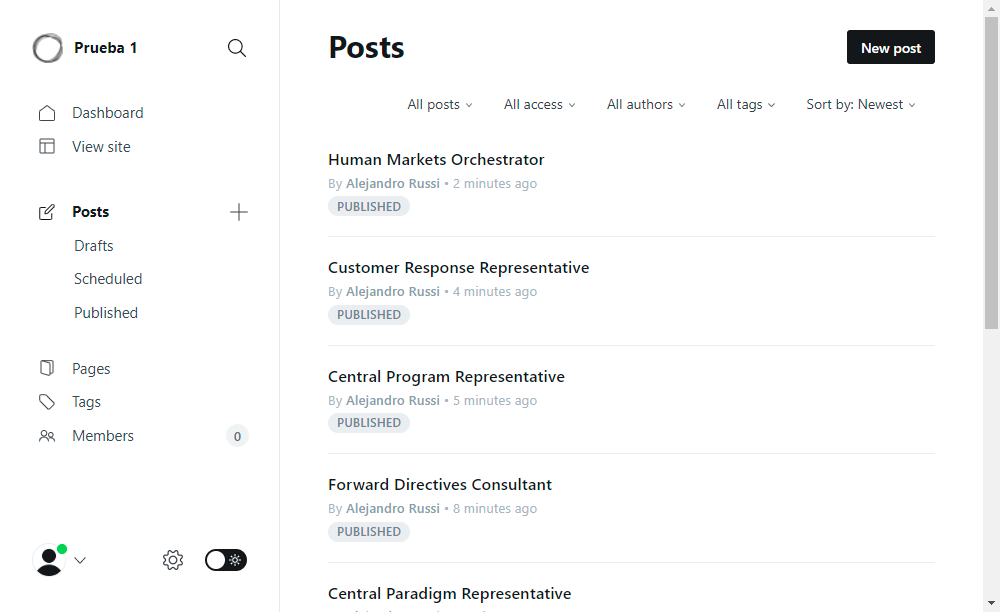 Prueba 1
Dashboard
View site
Posts
Drafts
Scheduled
Published
Pages
Tags
Members 0
Posts
New post
All posts All access All authors All tags Sort by: Newest
Human Markets Orchestrator
By Alejandro Russi • 2 minutes ago
PUBLISHED
Customer Response Representative
By Alejandro Russi • 4 minutes ago
PUBLISHED
Central Program Representative
By Alejandro Russi • 5 minutes ago
PUBLISHED
Forward Directives Consultant
By Alejandro Russi • 8 minutes ago
PUBLISHED
Central Paradigm Representative